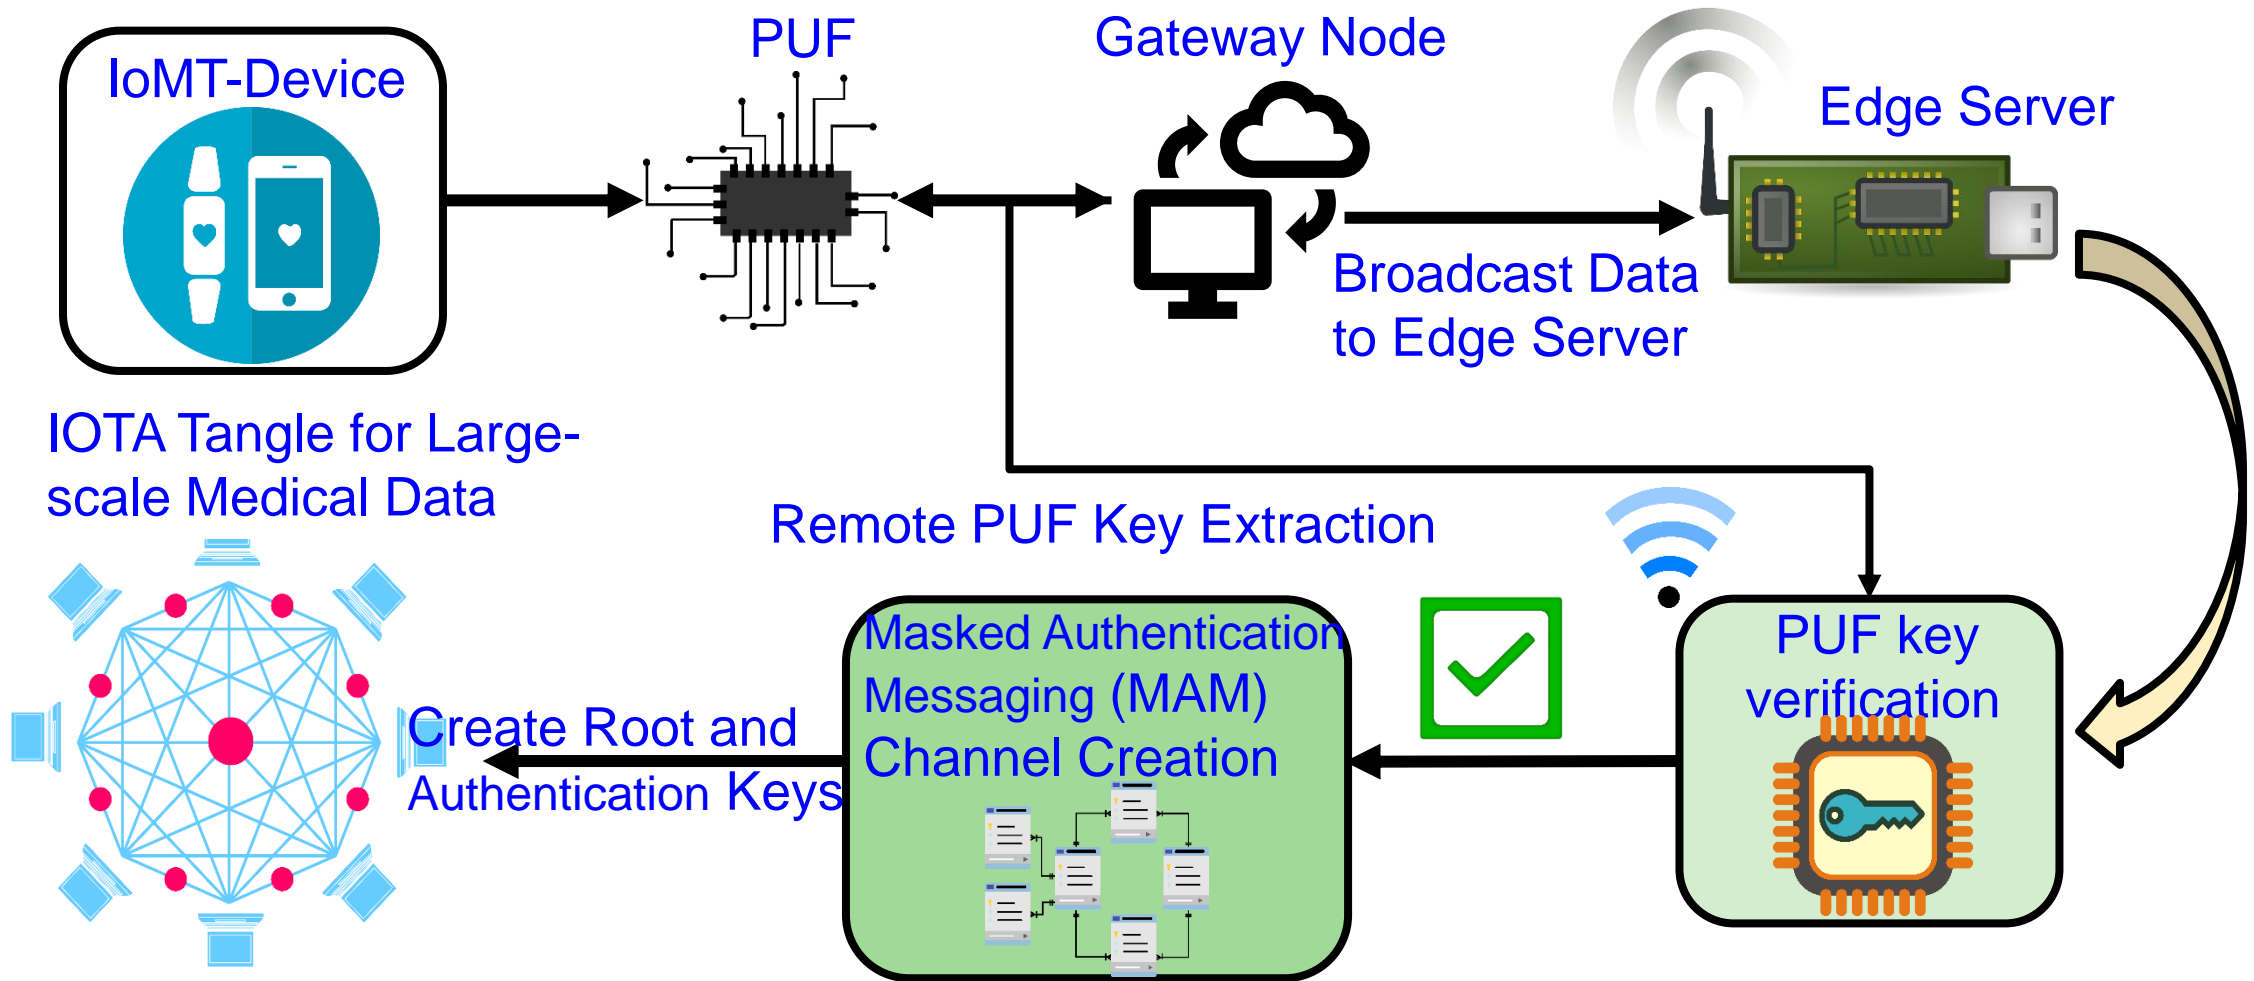 IoMT-Device
PUF
Gateway Node
Edge Server
Broadcast Data
to Edge Server
IOTA Tangle for Large-
scale Medical Data
Remote PUF Key Extraction
Masked Authentication
Messaging (MAM)
Channel Creation
PUF key
verification
Create Root and
Authentication Keys